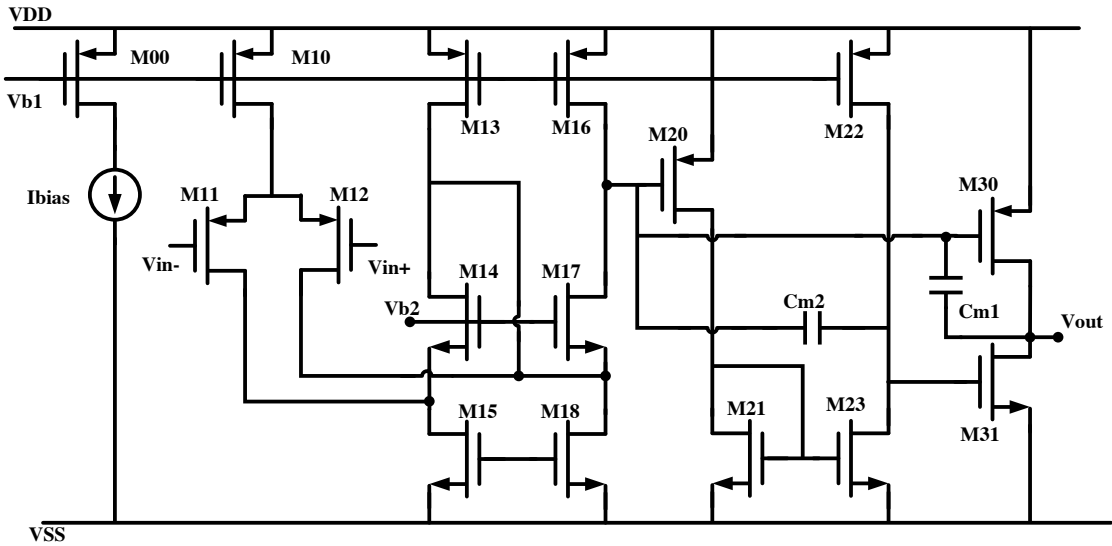 VDD
M00
M10
Vb1
M13
M16
M20
M22
Ibias
M11
M12
M30
Vin-
Vin+
M14
M17
Vb2
Cm2
Cm1
Vout
M15
M18
M21
M23
M31
VSS